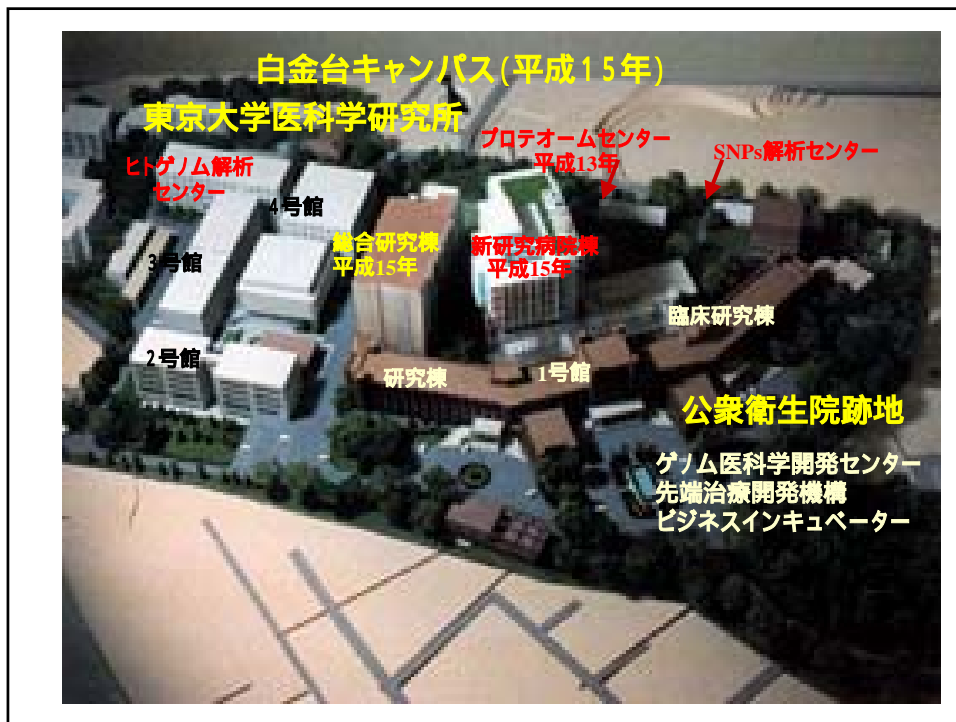 白金台キャンパス(平成15年)
東京大学医科学研究所
プロテオームセンター
平成13年
SNPs解析センター
ヒトゲノム解析
センター
4号館
総合研究棟
平成15年
新研究病院棟
平成15年
3号館
臨床研究棟
2号館
研究棟
1号館
公衆衛生院跡地
ゲノム医科学開発センター
先端治療開発機構
ビジネスインキュベーター